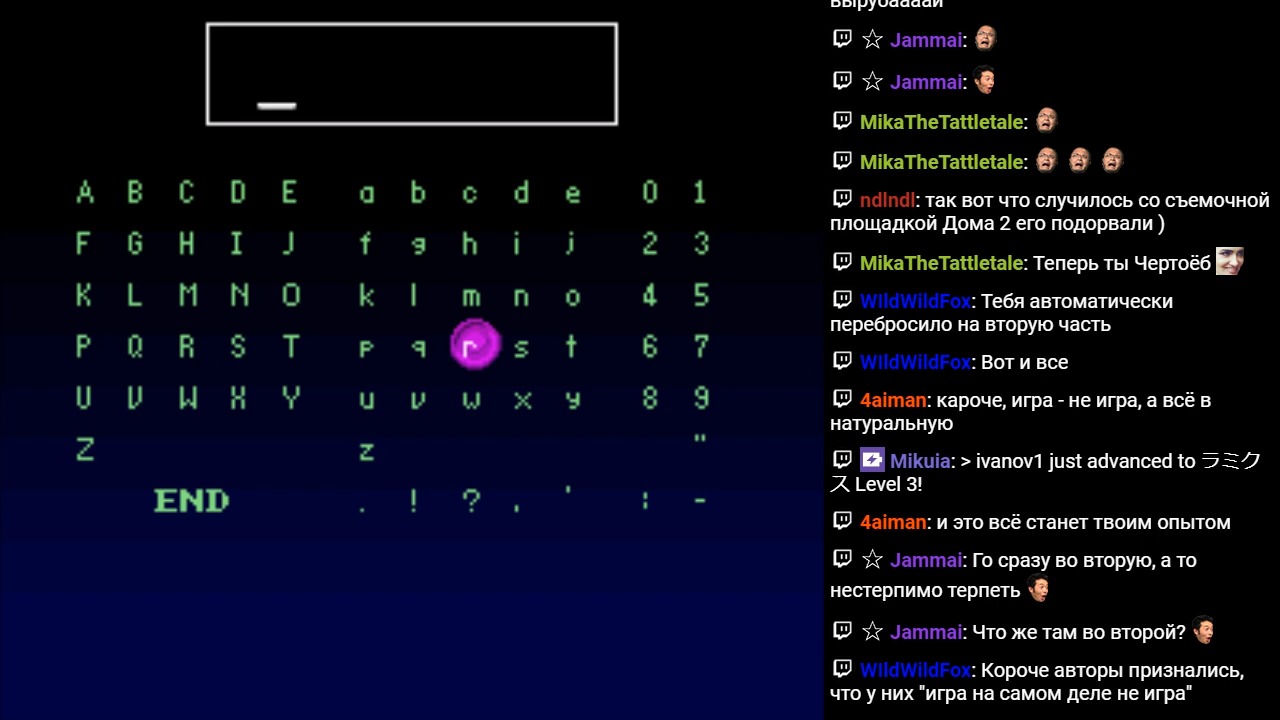 A B C D E a b c d e 0 1
F G H I J f g h i j 2 3
K L M N O k l m n o 4 5
P Q R S T p q r s t 6 7
U V W X Y u v w x y 8 9
Z z "
END . ! ? , ' : -
вырубаааай
Jammai:
Jammai:
MikaTheTattletale:
MikaTheTattletale:
ndlndl: так вот что случилось со съемочной
площадкой Дома 2 его подорвали )
MikaTheTattletale: Теперь ты Чертоёб
WIldWildFox: Тебя автоматически
перебросило на вторую часть
WIldWildFox: Вот и все
4aiman: кароче, игра - не игра, а всё в
натуральную
Mikuia: > ivanov1 just advanced to ラミク
ス Level 3!
4aiman: и это всё станет твоим опытом
Jammai: Го сразу во вторую, а то
нестерпимо терпеть
Jammai: Что же там во второй?
WIldWildFox: Короче авторы признались,
что у них "игра на самом деле не игра"